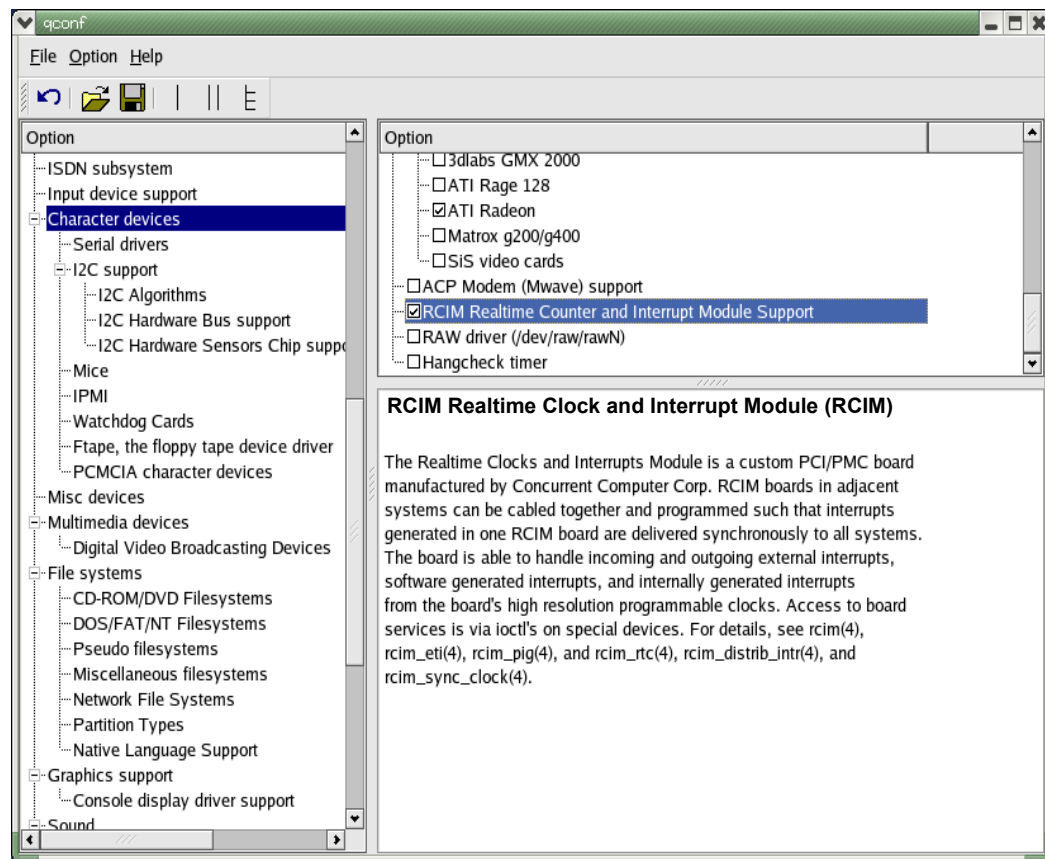 qconf
File Option Help
Option
ISDN subsystem
Input device support
Character devices
Serial drivers
I2C support
I2C Algorithms
I2C Hardware Bus support
I2C Hardware Sensors Chip suppo
Mice
IPMI
Watchdog Cards
Ftape, the floppy tape device driver
PCMCIA character devices
Misc devices
Multimedia devices
Digital Video Broadcasting Devices
File systems
CD-ROM/DVD Filesystems
DOS/FAT/NT Filesystems
Pseudo filesystems
Miscellaneous filesystems
Network File Systems
Partition Types
Native Language Support
Graphics support
Console display driver support
Sound
Option
3dlabs GMX 2000
ATI Rage 128
ATI Radeon
Matrox g200/g400
SiS video cards
ACP Modem (Mwave) support
RCIM Realtime Counter and Interrupt Module Support
RAW driver (/dev/raw/rawN)
Hangcheck timer
RCIM Realtime Clock and Interrupt Module (RCIM)
The Realtime Clocks and Interrupts Module is a custom PCI/PMC board
manufactured by Concurrent Computer Corp. RCIM boards in adjacent
systems can be cabled together and programmed such that interrupts
generated in one RCIM board are delivered synchronously to all systems.
The board is able to handle incoming and outgoing external interrupts,
software generated interrupts, and internally generated interrupts
from the board's high resolution programmable clocks. Access to board
services is via ioctl's on special devices. For details, see rcim(4),
rcim_eti(4), rcim_pig(4), and rcim_rtc(4), rcim_distrib_intr(4), and
rcim_sync_clock(4).